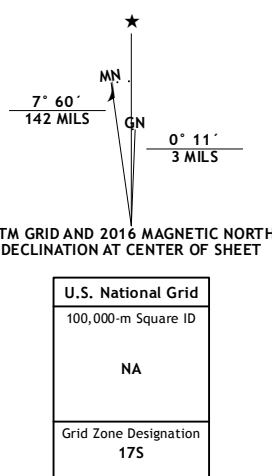 ★
MN
GN
7° 60´
142 MILS
0° 11´
3 MILS
TM GRID AND 2016 MAGNETIC NORTH
DECLINATION AT CENTER OF SHEET
U.S. National Grid
100,000-m Square ID
NA
Grid Zone Designation
17S